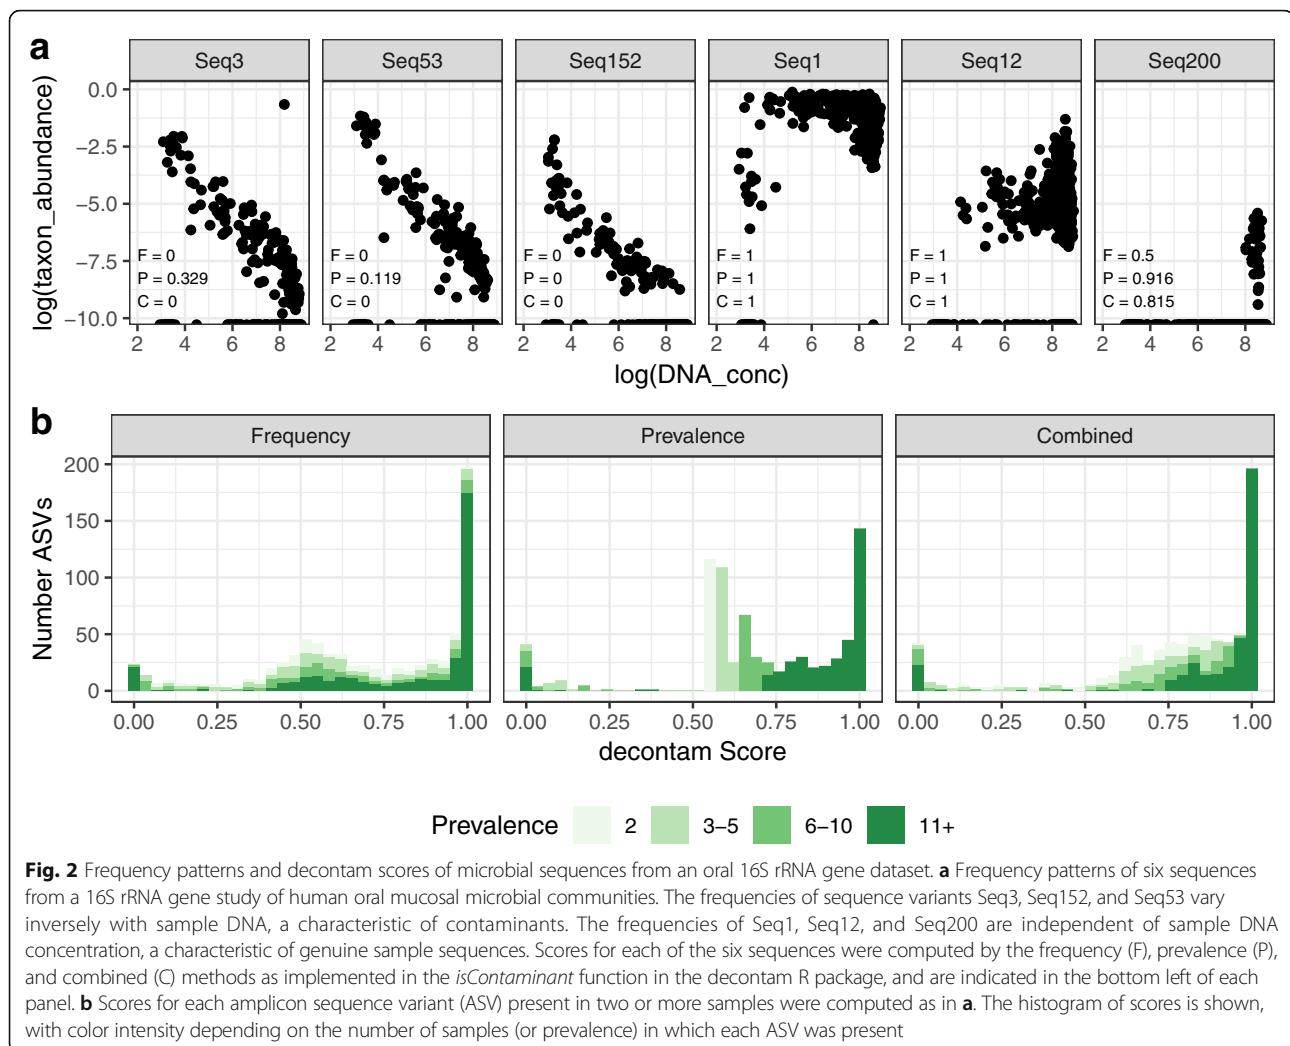 a
Seq3 Seq53 Seq152 Seq1 Seq12 Seq200
log(taxon_abundance)
0.0
−2.5
−5.0
−7.5
−10.0
F = 0 F = 0 F = 0 F = 1 F = 1 F = 0.5
P = 0.329 P = 0.119 P = 0 P = 1 P = 1 P = 0.916
C = 0 C = 0 C = 0 C = 1 C = 1 C = 0.815
2 4 6 8 2 4 6 8 2 4 6 8 2 4 6 8 2 4 6 8 2 4 6 8
log(DNA_conc)
b
Frequency Prevalence Combined
Number ASVs
200
150
100
50
0
0.00 0.25 0.50 0.75 1.00 0.00 0.25 0.50 0.75 1.00 0.00 0.25 0.50 0.75 1.00
decontam Score
Prevalence 2 3−5 6−10 11+
Fig. 2 Frequency patterns and decontam scores of microbial sequences from an oral 16S rRNA gene dataset. a Frequency patterns of six sequences
from a 16S rRNA gene study of human oral mucosal microbial communities. The frequencies of sequence variants Seq3, Seq152, and Seq53 vary
inversely with sample DNA, a characteristic of contaminants. The frequencies of Seq1, Seq12, and Seq200 are independent of sample DNA
concentration, a characteristic of genuine sample sequences. Scores for each of the six sequences were computed by the frequency (F), prevalence (P),
and combined (C) methods as implemented in the isContaminant function in the decontam R package, and are indicated in the bottom left of each
panel. b Scores for each amplicon sequence variant (ASV) present in two or more samples were computed as in a. The histogram of scores is shown,
with color intensity depending on the number of samples (or prevalence) in which each ASV was present